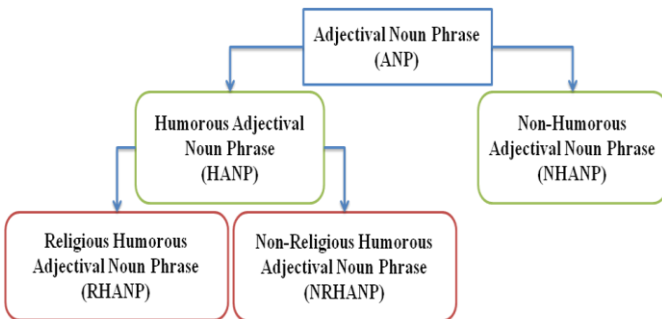 Adjectival Noun Phrase
(ANP)
Humorous Adjectival
Noun Phrase
(HANP)
Non-Humorous
Adjectival Noun Phrase
(NHANP)
Religious Humorous
Adjectival Noun Phrase
(RHANP)
Non-Religious Humorous
Adjectival Noun Phrase
(NRHANP)